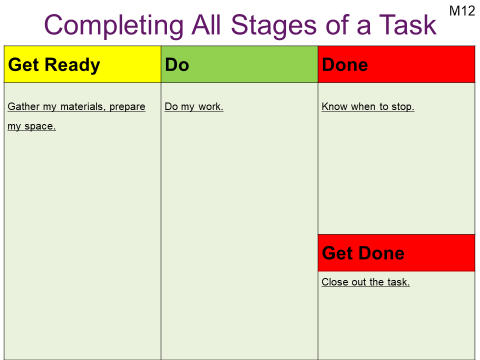 M12
Completing All Stages of a Task
Get Ready
Do
Done
Gather my materials, prepare
my space.
Do my work.
Know when to stop.
Get Done
Close out the task.